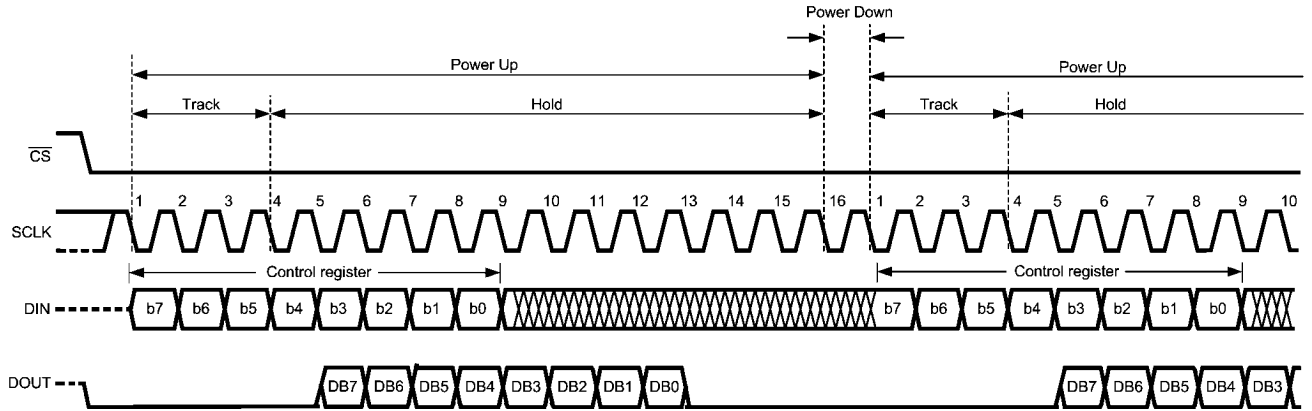 Power Down
Power Up Power Up
Track Hold Track Hold
CS
1 2 3 4 5 6 7 8 9 10 11 12 13 14 15 16 1 2 3 4 5 6 7 8 9 10
SCLK
Control register Control register
DIN b7 b6 b5 b4 b3 b2 b1 b0 b7 b6 b5 b4 b3 b2 b1 b0
DOUT DB7 DB6 DB5 DB4 DB3 DB2 DB1 DB0 DB7 DB6 DB5 DB4 DB3